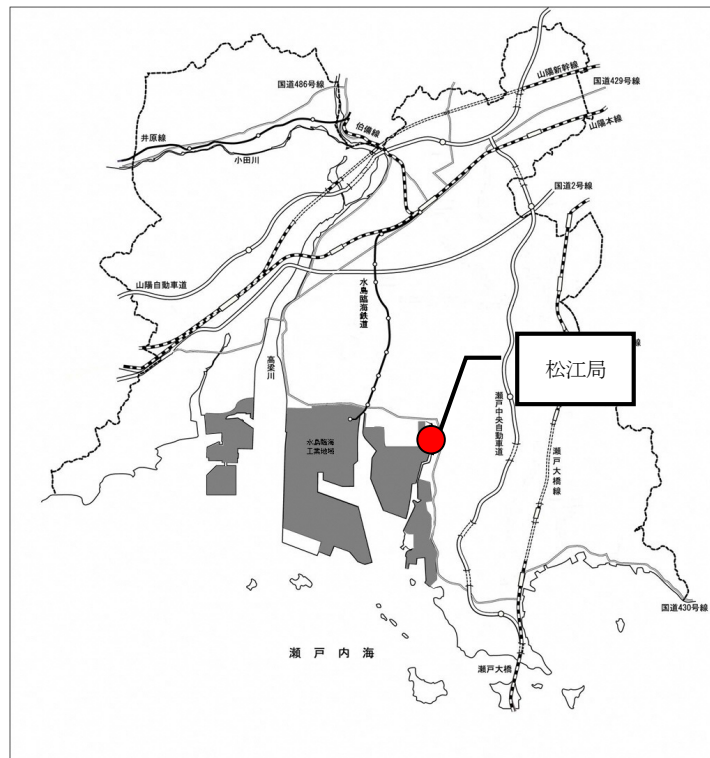 山陽新幹線
国道429号線
国道486号線
山陽本線
伯備線
井原線
小田川
国道2号線
山陽自動車道
水島臨海鉄道
高梁川
松江局
線
瀬戸中央自動車道
水島臨海
工業地域
瀬戸大橋線
国道430号線
瀬戸内海
瀬戸大橋